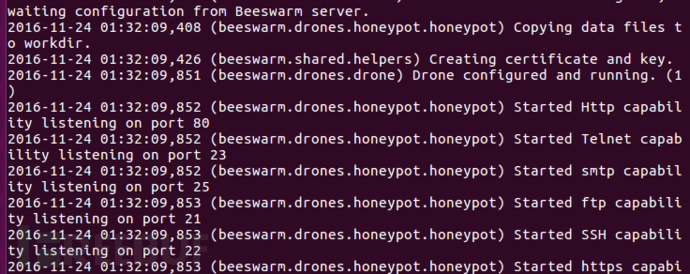 waiting configuration from Beeswarm server.
2016-11-24 01:32:09,408 (beeswarm.drones.honeypot.honeypot) Copying data files t
o workdir.
2016-11-24 01:32:09,426 (beeswarm.shared.helpers) Creating certificate and key.
2016-11-24 01:32:09,851 (beeswarm.drones.drone) Drone configured and running. (1
)
2016-11-24 01:32:09,852 (beeswarm.drones.honeypot.honeypot) Started Http capabil
ity listening on port 80
2016-11-24 01:32:09,852 (beeswarm.drones.honeypot.honeypot) Started Telnet capab
ility listening on port 23
2016-11-24 01:32:09,852 (beeswarm.drones.honeypot.honeypot) Started smtp capabil
ity listening on port 25
2016-11-24 01:32:09,853 (beeswarm.drones.honeypot.honeypot) Started ftp capabili
ty listening on port 21
2016-11-24 01:32:09,853 (beeswarm.drones.honeypot.honeypot) Started SSH capabili
ty listening on port 22
2016-11-24 01:32:09,853 (beeswarm.drones.honeypot.honeypot) Started https capabi